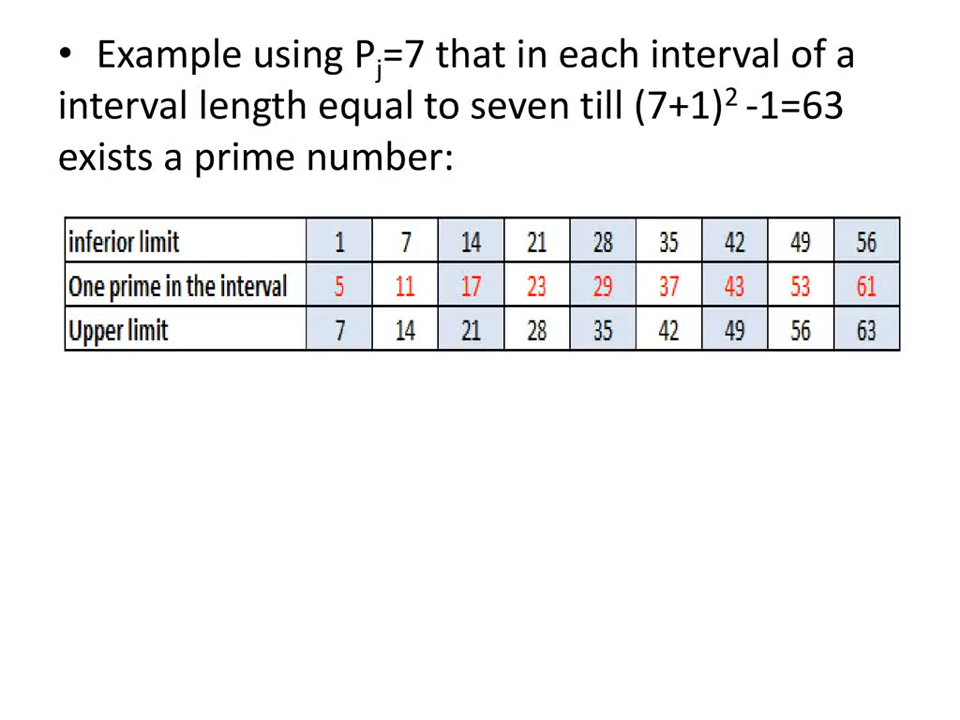 • Example using Pj=7 that in each interval of a
interval length equal to seven till (7+1)² -1=63
exists a prime number:
inferior limit 1 7 14 21 28 35 42 49 56
One prime in the interval 5 11 17 23 29 37 43 53 61
Upper limit 7 14 21 28 35 42 49 56 63